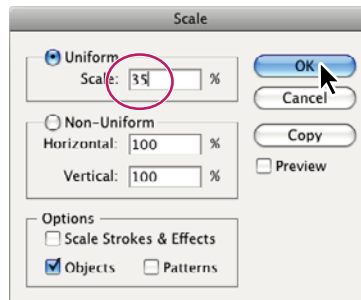 Scale
Uniform
Scale: 35 %
Non-Uniform
Horizontal: 100 %
Vertical: 100 %
Options
Scale Strokes & Effects
Objects Patterns
OK
Cancel
Copy
Preview